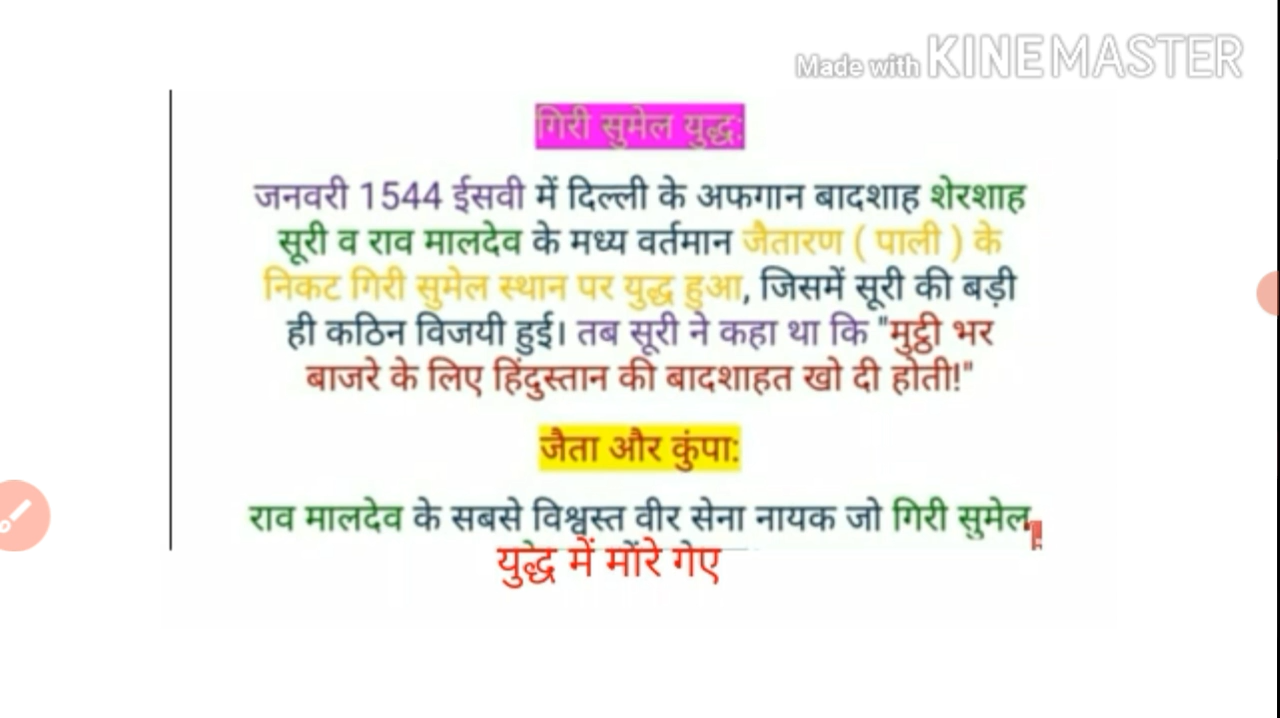 Made with KINEMASTER
गिरी सुमेल युद्ध:
जनवरी 1544 ईसवी में दिल्ली के अफगान बादशाह शेरशाह
सूरी व राव मालदेव के मध्य वर्तमान जैतारण ( पाली ) के
निकट गिरी सुमेल स्थान पर युद्ध हुआ, जिसमें सूरी की बड़ी
ही कठिन विजयी हुई। तब सूरी ने कहा था कि "मुट्ठी भर
बाजरे के लिए हिंदुस्तान की बादशाहत खो दी होती!"
जैता और कुंपा:
राव मालदेव के सबसे विश्वस्त वीर सेना नायक जो गिरी सुमेल
युद्ध में मारे गए